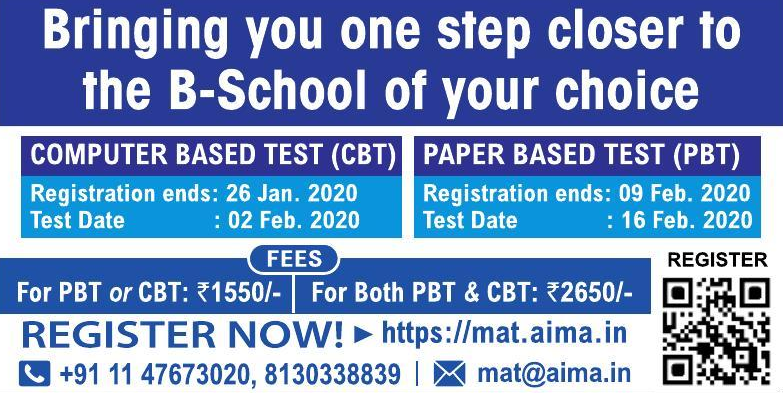 Bringing you one step closer to
the B-School of your choice
COMPUTER BASED TEST (CBT)
Registration ends: 26 Jan. 2020
Test Date : 02 Feb. 2020
PAPER BASED TEST (PBT)
Registration ends: 09 Feb. 2020
Test Date : 16 Feb. 2020
FEES
For PBT or CBT: ₹1550/-
For Both PBT & CBT: ₹2650/-
REGISTER
REGISTER NOW! ► https://mat.aima.in
+91 11 47673020, 8130338839 | mat@aima.in